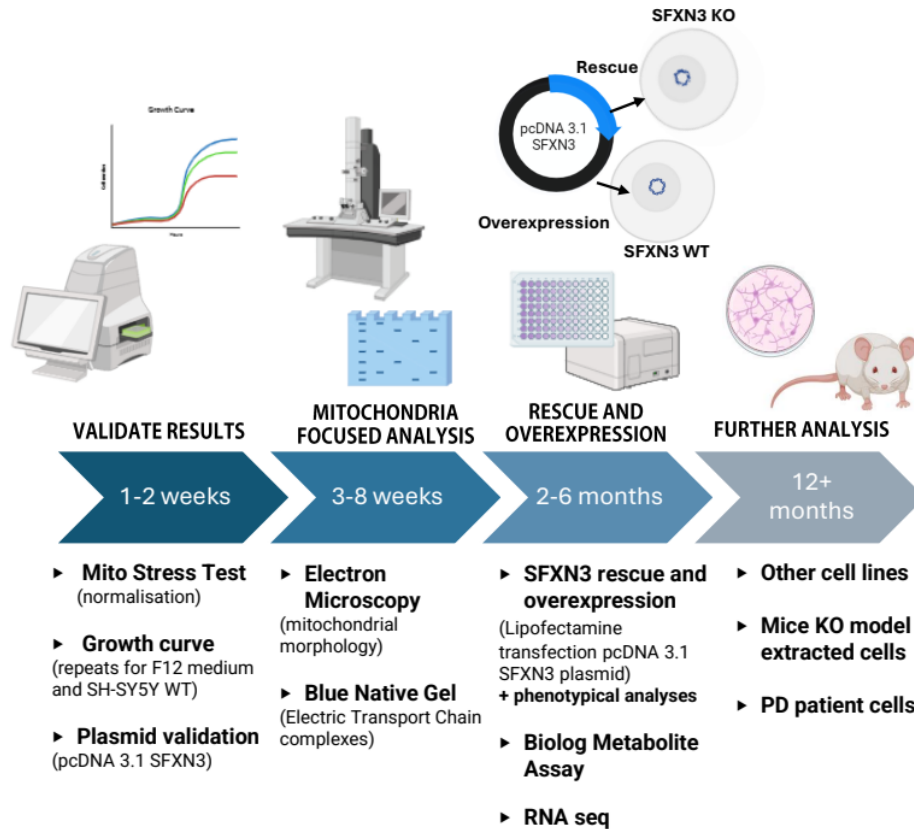 SFXN3 KO
Rescue
pcDNA 3.1
SFXN3
Overexpression
SFXN3 WT
Growth Curve
Hours
VALIDATE RESULTS
1-2 weeks
► Mito Stress Test
(normalisation)
► Growth curve
(repeats for F12 medium
and SH-SY5Y WT)
► Plasmid validation
(pcDNA 3.1 SFXN3)
MITOCHONDRIA
FOCUSED ANALYSIS
3-8 weeks
► Electron
Microscopy
(mitochondrial
morphology)
► Blue Native Gel
(Electric Transport Chain
complexes)
RESCUE AND
OVEREXPRESSION
2-6 months
► SFXN3 rescue and
overexpression
(Lipofectamine
transfection pcDNA 3.1
SFXN3 plasmid)
+ phenotypical analyses
► Biolog Metabolite
Assay
► RNA seq
FURTHER ANALYSIS
12+
months
► Other cell lines
► Mice KO model
extracted cells
► PD patient cells